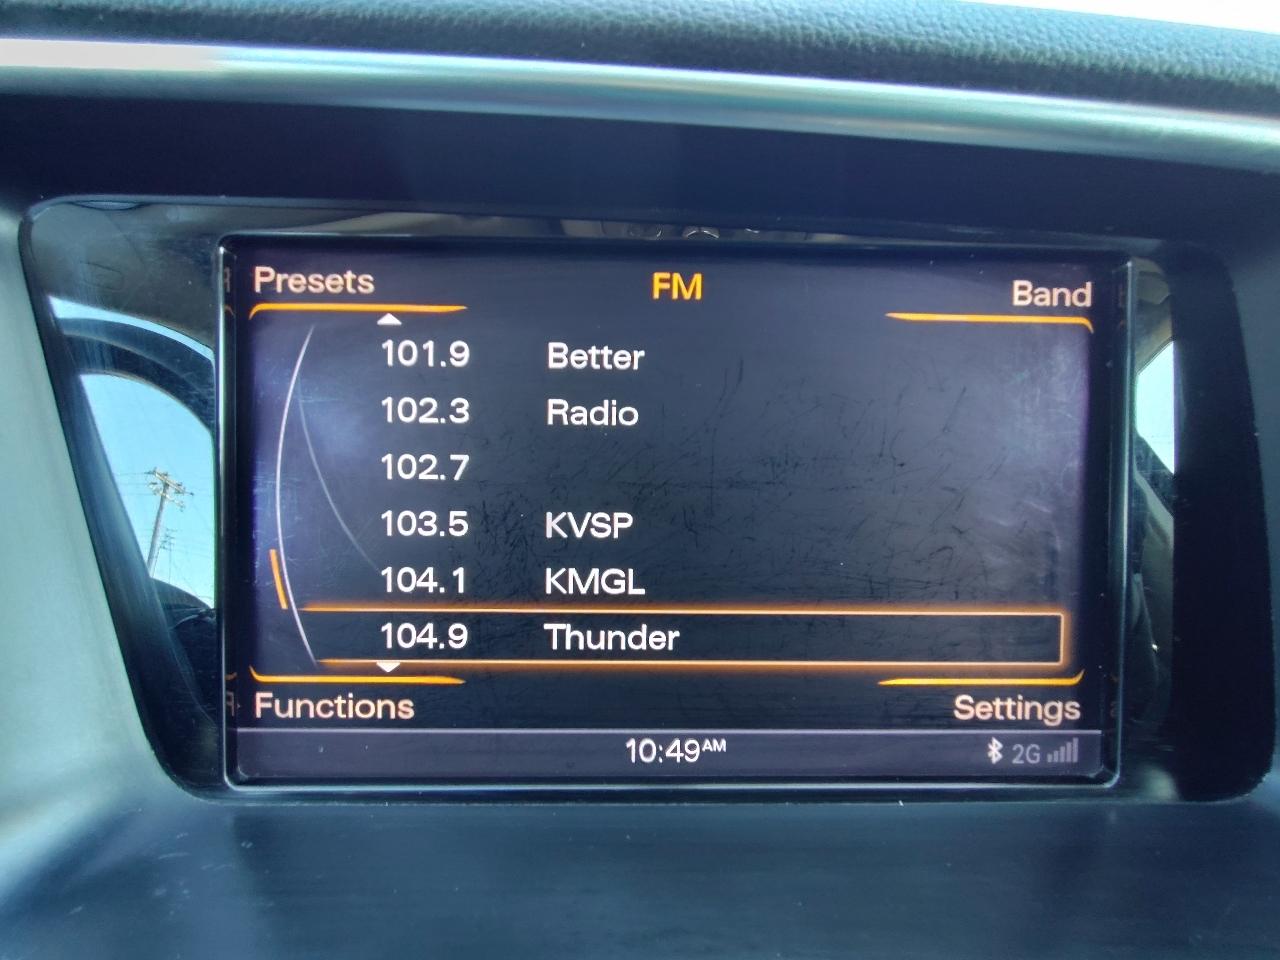 Presets FM Band
101.9 Better
102.3 Radio
102.7
103.5 KVSP
104.1 KMGL
104.9 Thunder
Functions Settings
10:49AM 2G